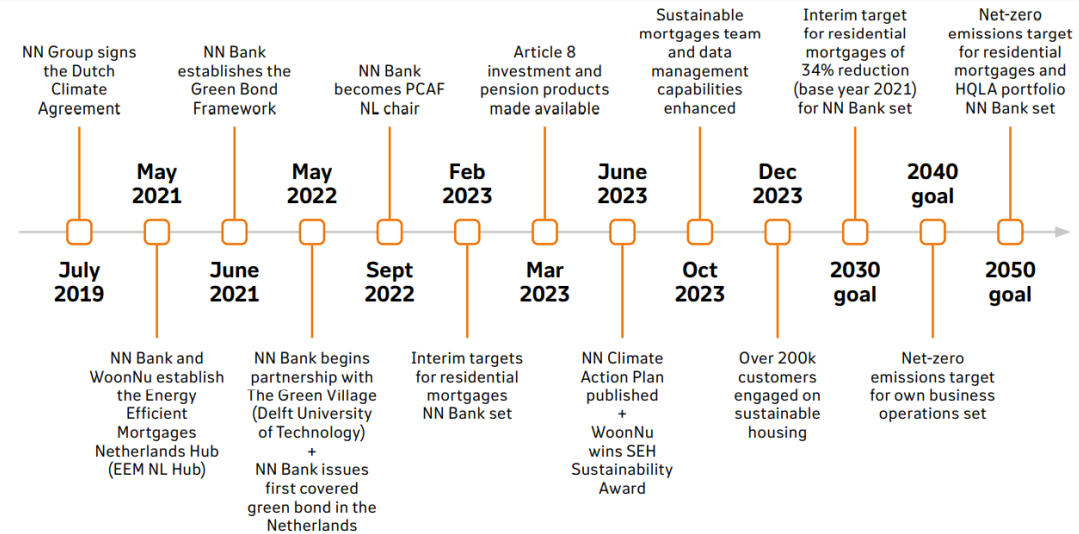 NN Group signs
the Dutch
Climate
Agreement
July
2019
May
2021
NN Bank and
WoonNu establish
the Energy
Efficient
Mortgages
Netherlands Hub
(EEM NL Hub)
NN Bank
establishes the
Green Bond
Framework
June
2021
May
2022
NN Bank begins
partnership with
The Green Village
(Delft University
of Technology)
+
NN Bank issues
first covered
green bond in the
Netherlands
NN Bank
becomes PCAF
NL chair
Sept
2022
Feb
2023
Interim targets
for residential
mortgages
NN Bank set
Article 8
investment and
pension products
made available
Mar
2023
June
2023
NN Climate
Action Plan
published
+
WoonNu
wins SEH
Sustainability
Award
Sustainable
mortgages team
and data
management
capabilities
enhanced
Oct
2023
Dec
2023
Over 200k
customers
engaged on
sustainable
housing
Interim target
for residential
mortgages of
34% reduction
(base year 2021)
for NN Bank set
2030
goal
2040
goal
Net-zero
emissions target
for own business
operations set
Net-zero
emissions target
for residential
mortgages and
HQLA portfolio
NN Bank set
2050
goal